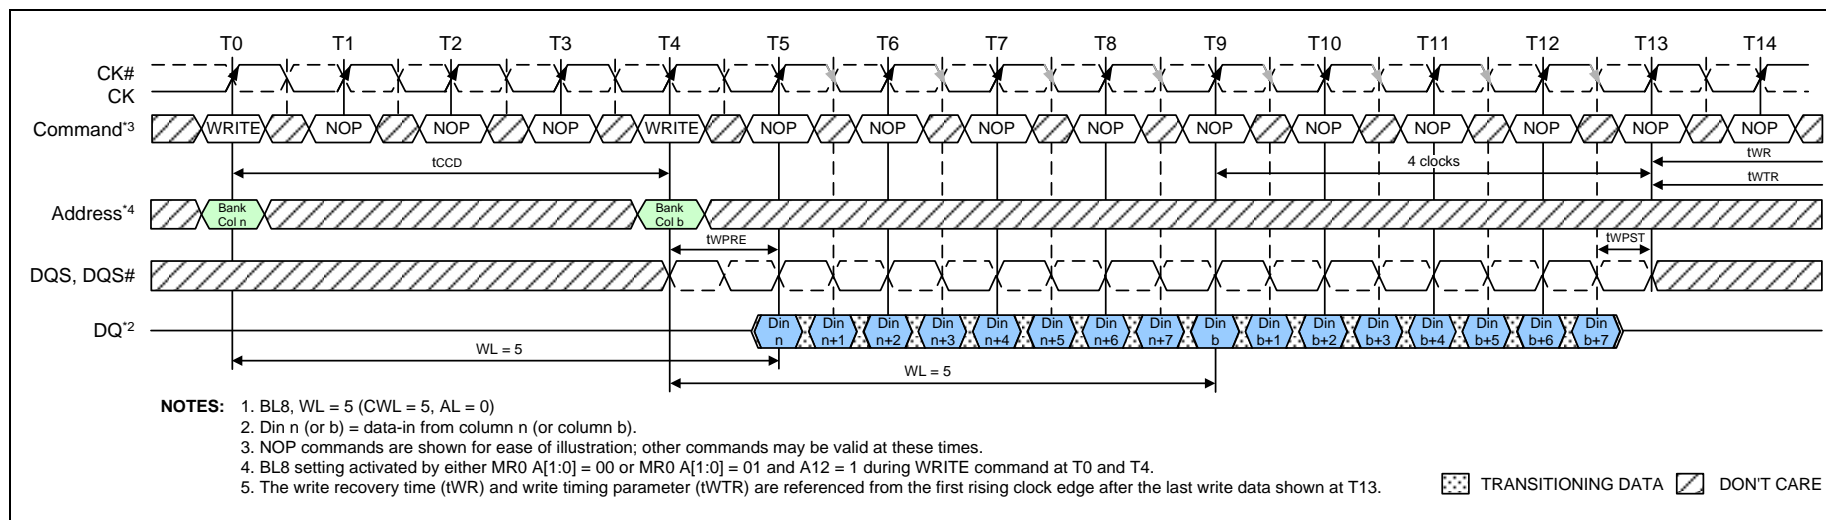 T0 T1 T2 T3 T4 T5 T6 T7 T8 T9 T10 T11 T12 T13 T14
CK#
CK
Command*3 WRITE NOP NOP NOP WRITE NOP NOP NOP NOP NOP NOP NOP NOP NOP NOP
tCCD 4 clocks tWR
tWTR
Address*4 Bank Col n Bank Col b
tWPRE tWPST
DQS, DQS#
DQ*2 Din n Din n+1 Din n+2 Din n+3 Din n+4 Din n+5 Din n+6 Din n+7 Din b Din b+1 Din b+2 Din b+3 Din b+4 Din b+5 Din b+6 Din b+7
WL = 5
WL = 5
NOTES: 1. BL8, WL = 5 (CWL = 5, AL = 0)
2. Din n (or b) = data-in from column n (or column b).
3. NOP commands are shown for ease of illustration; other commands may be valid at these times.
4. BL8 setting activated by either MR0 A[1:0] = 00 or MR0 A[1:0] = 01 and A12 = 1 during WRITE command at T0 and T4.
5. The write recovery time (tWR) and write timing parameter (tWTR) are referenced from the first rising clock edge after the last write data shown at T13.
TRANSITIONING DATA DON'T CARE